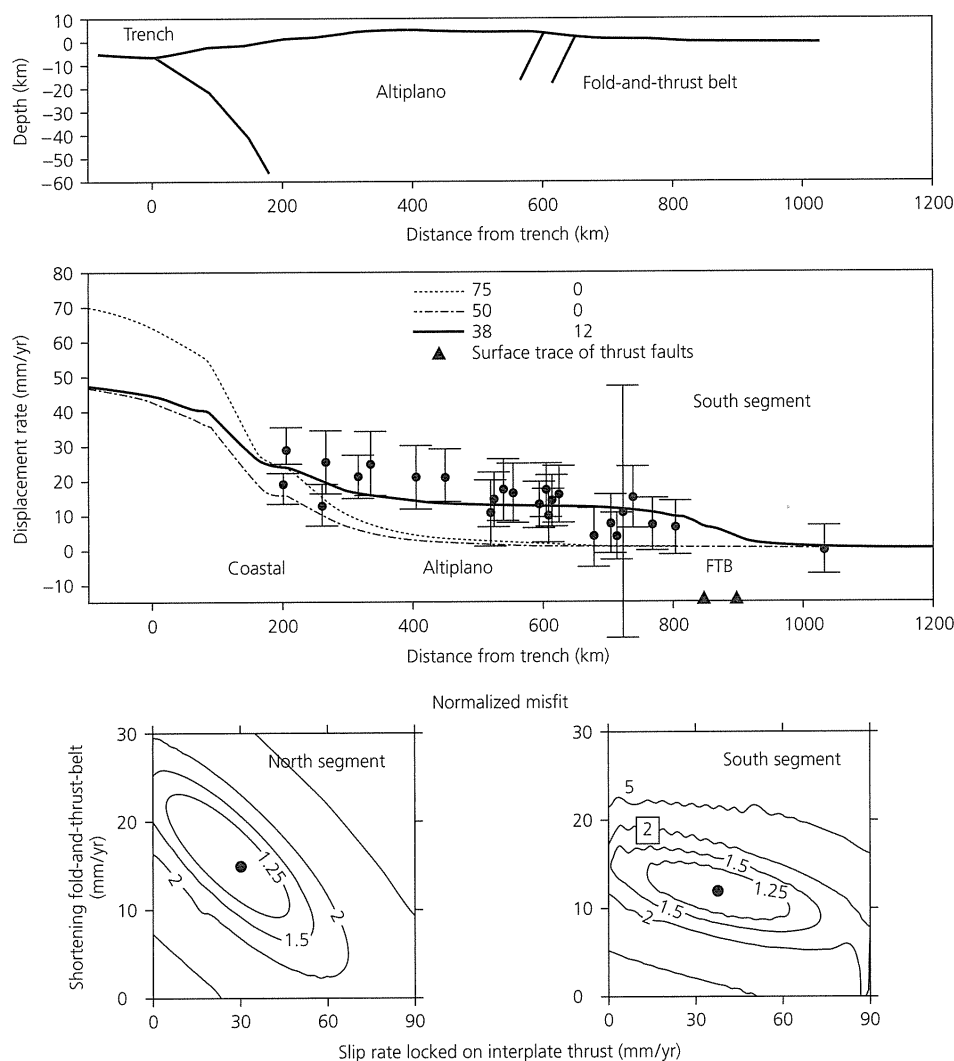 10
0
−10
−20
−30
−40
−50
−60
Depth (km)
Trench
Altiplano
Fold-and-thrust belt
0 200 400 600 800 1000 1200
Distance from trench (km)
80
70
60
50
40
30
20
10
0
−10
Displacement rate (mm/yr)
75 0
50 0
38 12
Surface trace of thrust faults
South segment
Coastal Altiplano FTB
0 200 400 600 800 1000 1200
Distance from trench (km)
Normalized misfit
Shortening fold-and-thrust-belt
(mm/yr)
30
20
10
0
North segment
1.25
1.5
2
2
0 30 60 90
30
20
10
0
South segment
5
2
1.5
1.25
1.5
2
0 30 60 90
Slip rate locked on interplate thrust (mm/yr)